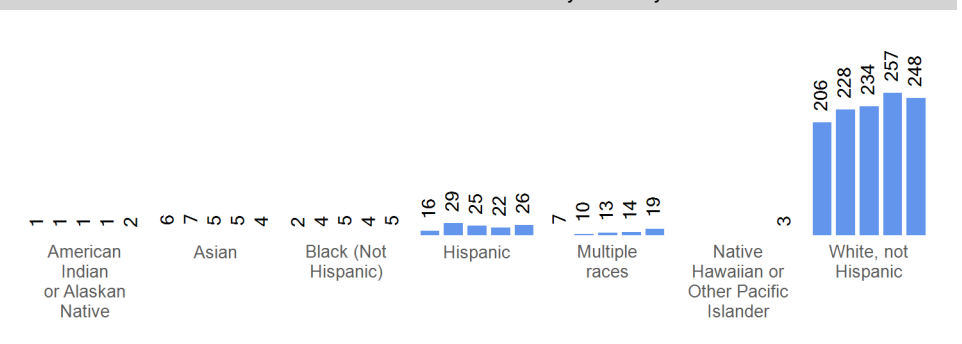 1 1 1 1 2
6 7 5 5 4
2 4 5 4 5
16 29 25 22 26
7 10 13 14 19
3
206 228 234 257 248
American
Indian
or Alaskan
Native
Asian
Black (Not
Hispanic)
Hispanic
Multiple
races
Native
Hawaiian or
Other Pacific
Islander
White, not
Hispanic